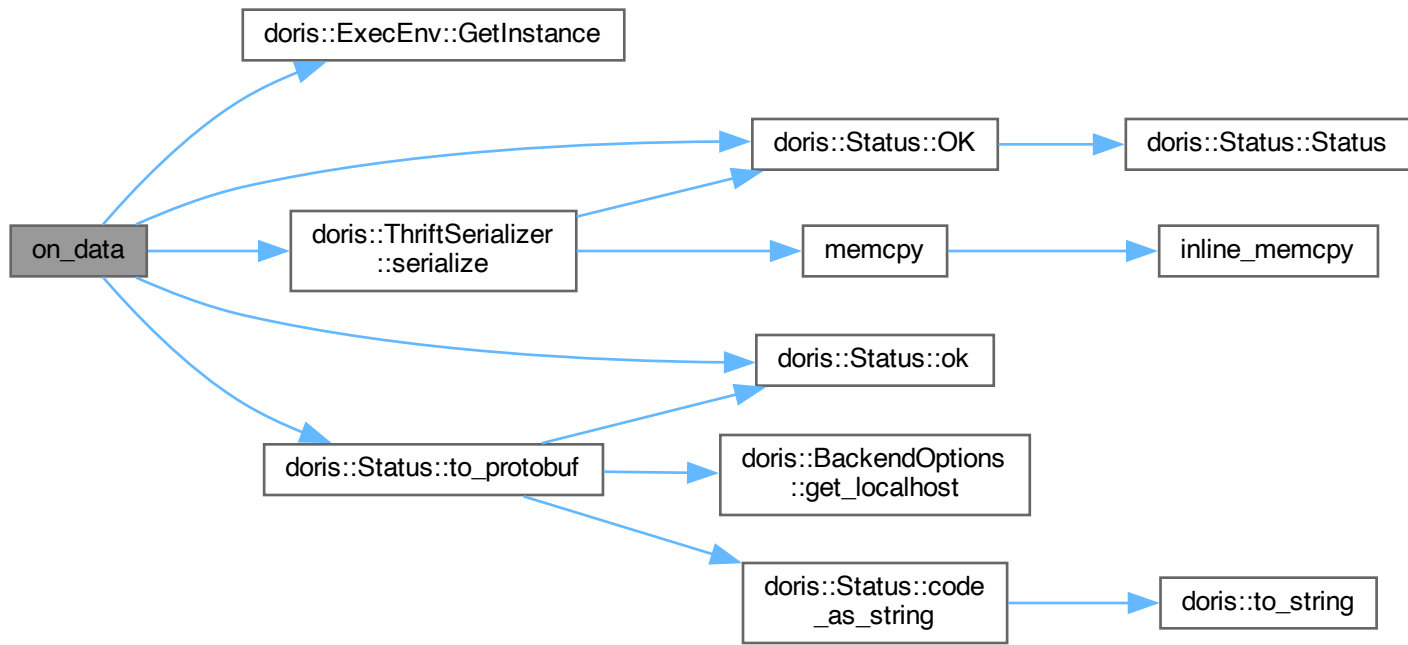 doris::ExecEnv::GetInstance
doris::Status::OK
doris::Status::Status
on_data
doris::ThriftSerializer
::serialize
memcpy
inline_memcpy
doris::Status::ok
doris::Status::to_protobuf
doris::BackendOptions
::get_localhost
doris::Status::code
_as_string
doris::to_string